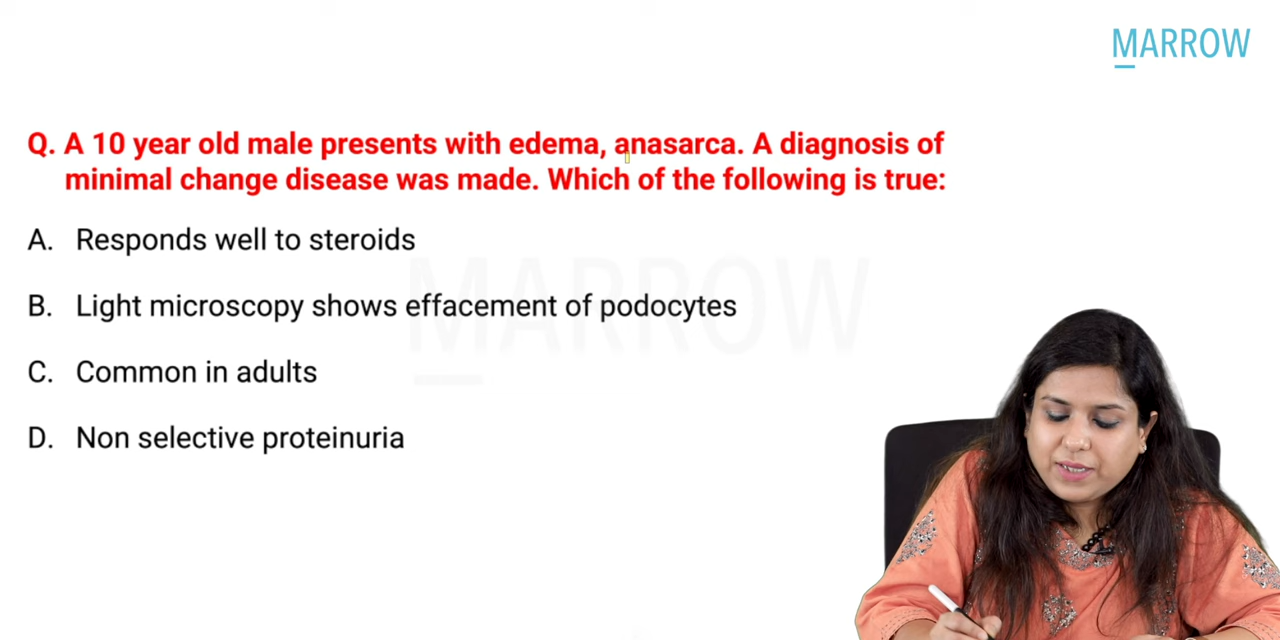 MARROW
Q. A 10 year old male presents with edema, anasarca. A diagnosis of
minimal change disease was made. Which of the following is true:
A. Responds well to steroids
B. Light microscopy shows effacement of podocytes
C. Common in adults
D. Non selective proteinuria
MARROW